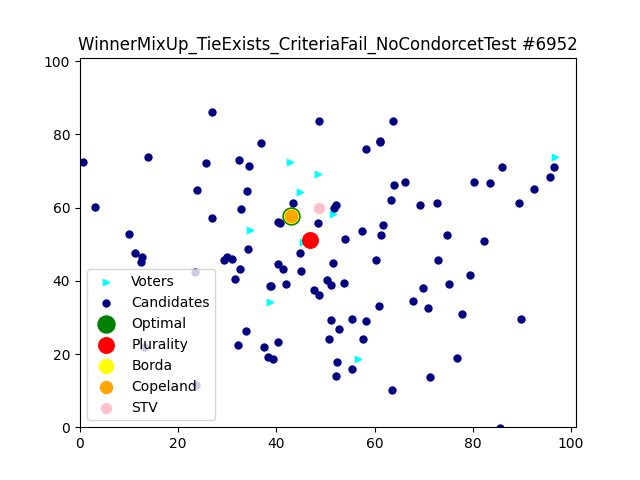 WinnerMixUp_TieExists_CriteriaFail_NoCondorcetTest #6952
100
80
60
40
20
0
Voters
Candidates
Optimal
Plurality
Borda
Copeland
STV
0 20 40 60 80 100